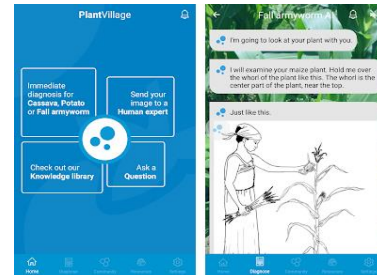 PlantVillage
Immediate
diagnosis for
Cassava, Potato
or Fall armyworm
Send your
image to a
Human expert
Check out our
Knowledge library
Ask a
Question
Home
Fall armyworm AI
I'm going to look at your plant with you.
I will examine your maize plant. Hold me over
the whorl of the plant like this. The whorl is the
center part of the plant, near the top.
Just like this.
Diagnose